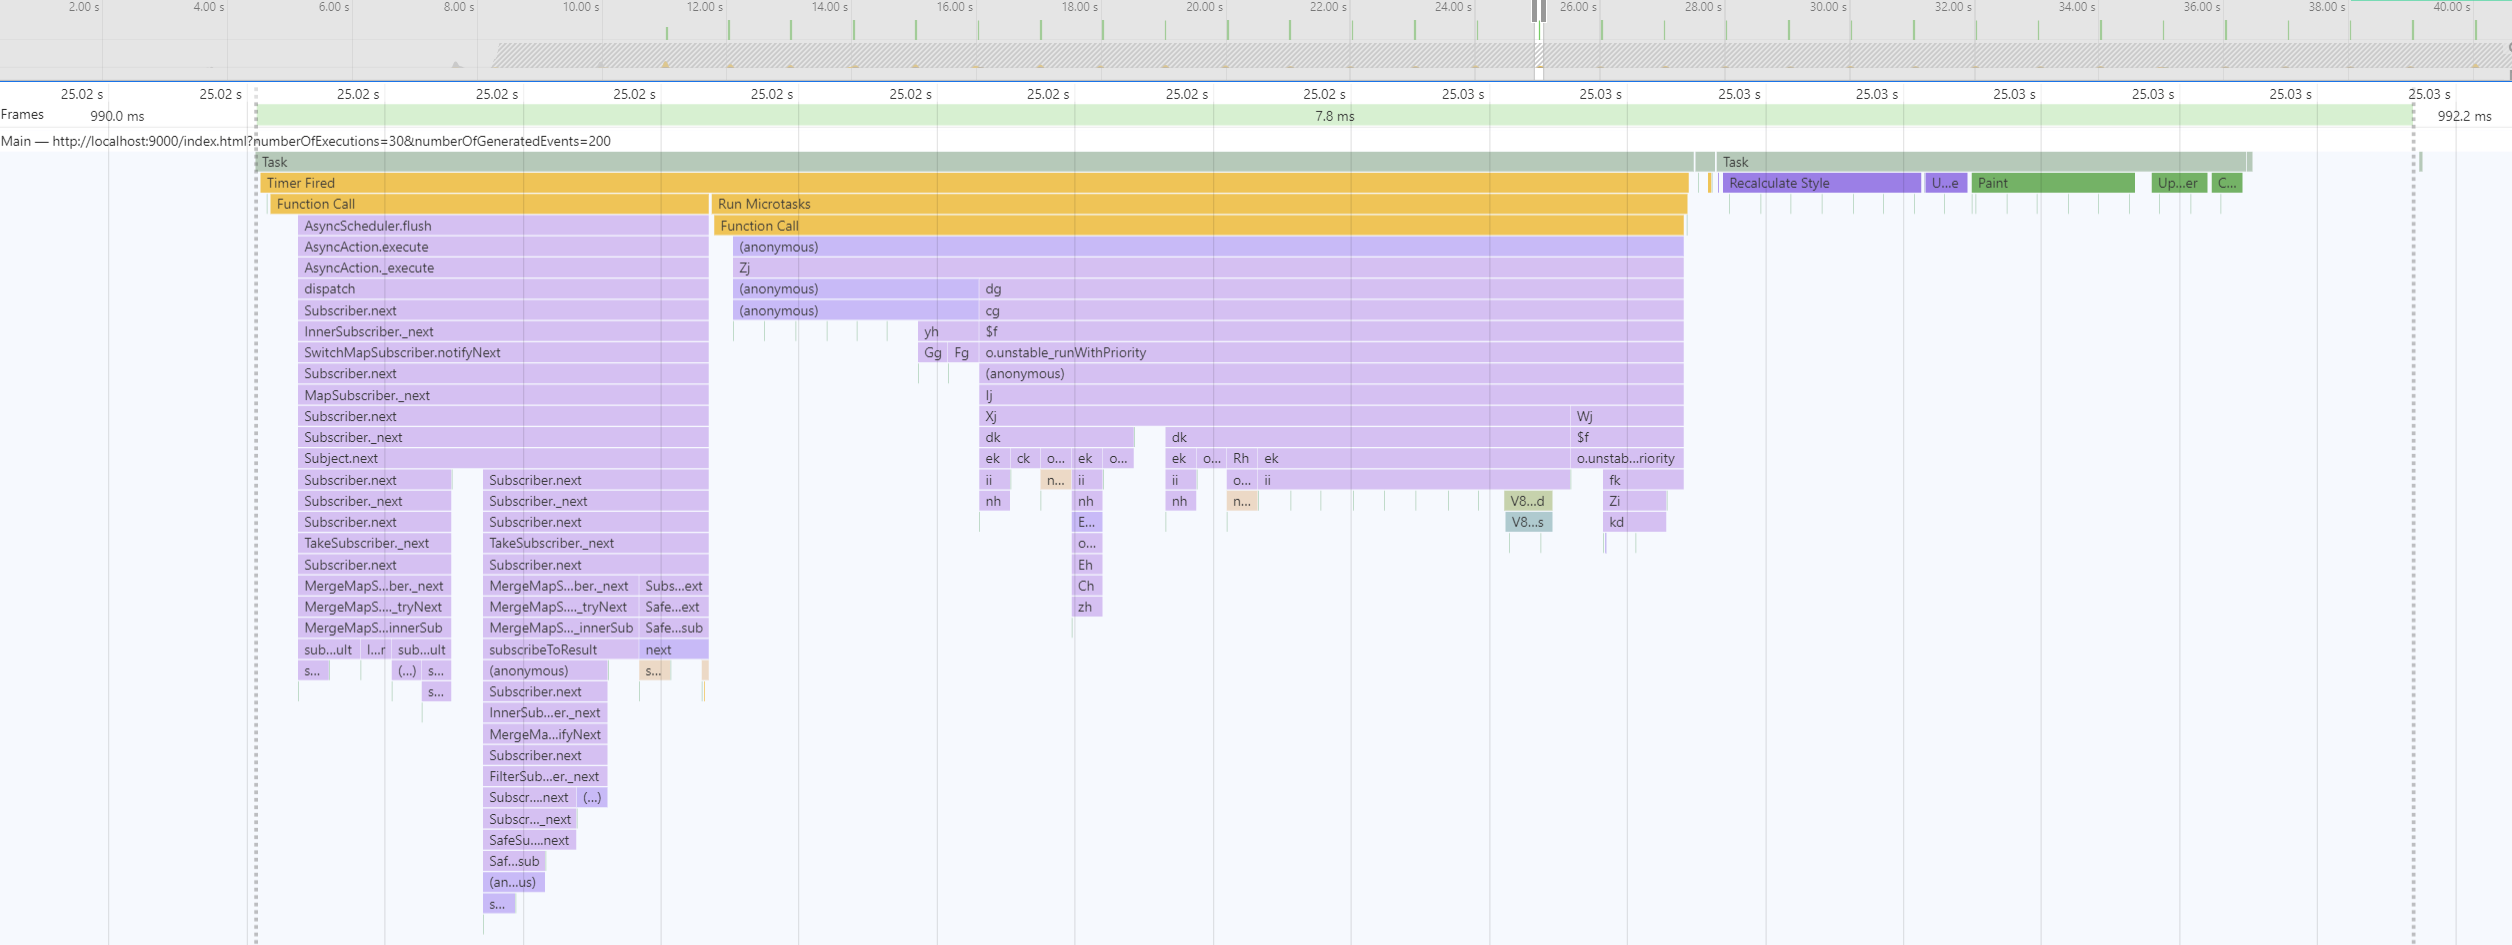 2.00 s 4.00 s 6.00 s 8.00 s 10.00 s 12.00 s 14.00 s 16.00 s 18.00 s 20.00 s 22.00 s 24.00 s 26.00 s 28.00 s 30.00 s 32.00 s 34.00 s 36.00 s 38.00 s 40.00 s
25.02 s 25.02 s 25.02 s 25.02 s 25.02 s 25.02 s 25.02 s 25.02 s 25.02 s 25.02 s 25.03 s 25.03 s 25.03 s 25.03 s 25.03 s 25.03 s 25.03 s 25.03 s
Frames 990.0 ms 7.8 ms 992.2 ms
Main — http://localhost:9000/index.html?numberOfExecutions=30&numberOfGeneratedEvents=200
Task Task
Timer Fired Recalculate Style U...e Paint Up...er C...
Function Call Run Microtasks
AsyncScheduler.flush Function Call
AsyncAction.execute (anonymous)
AsyncAction._execute Zj
dispatch (anonymous) dg
Subscriber.next (anonymous) cg
InnerSubscriber._next yh $f
SwitchMapSubscriber.notifyNext Gg Fg o.unstable_runWithPriority
Subscriber.next (anonymous)
MapSubscriber._next Ij
Subscriber.next Xj Wj
Subscriber._next dk dk $f
Subject.next ek ck o... ek o... ek o... Rh ek o.unstab...riority
Subscriber.next Subscriber.next ii n... ii ii o... ii fk
Subscriber._next Subscriber._next nh nh nh n... V8...d Zi
Subscriber.next Subscriber.next E... V8...s kd
TakeSubscriber._next TakeSubscriber._next o...
Subscriber.next Subscriber.next Eh
MergeMapS...ber._next MergeMapS...ber._next Subs...ext Ch
MergeMapS...._tryNext MergeMapS...._tryNext Safe...ext zh
MergeMapS...innerSub MergeMapS..._innerSub Safe...sub
sub...ult I...r sub...ult subscribeToResult next
s... (...) s... (anonymous) s...
s... Subscriber.next
InnerSub...er._next
MergeMa...ifyNext
Subscriber.next
FilterSub...er._next
Subscr....next (...)
Subscr..._next
SafeSu....next
Saf...sub
(an...us)
s...